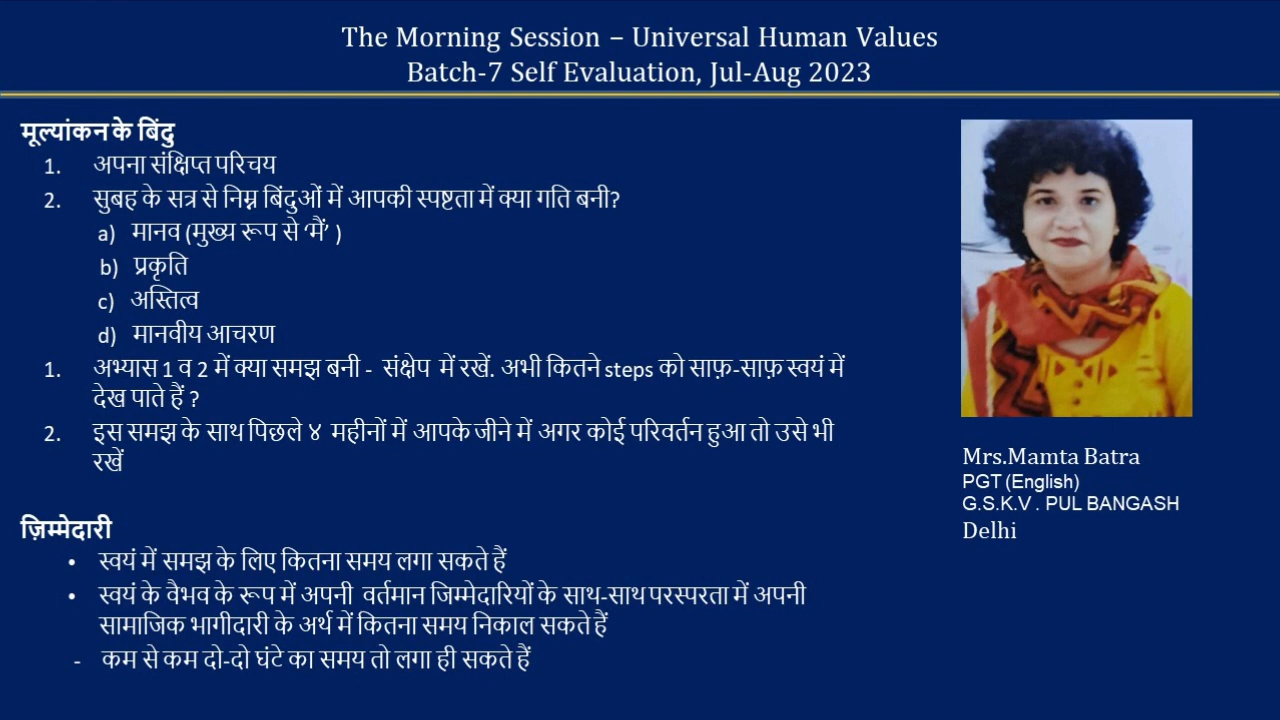 The Morning Session – Universal Human Values
Batch-7 Self Evaluation, Jul-Aug 2023
मूल्यांकन के बिंदु
1. अपना संक्षिप्त परिचय
2. सुबह के सत्र से निम्न बिंदुओं में आपकी स्पष्टता में क्या गति बनी?
a) मानव (मुख्य रूप से ‘मैं’ )
b) प्रकृति
c) अस्तित्व
d) मानवीय आचरण
1. अभ्यास 1 व 2 में क्या समझ बनी - संक्षेप में रखें. अभी कितने steps को साफ़-साफ़ स्वयं में
देख पाते हैं ?
2. इस समझ के साथ पिछले ४ महीनों में आपके जीने में अगर कोई परिवर्तन हुआ तो उसे भी
रखें
ज़िम्मेदारी
• स्वयं में समझ के लिए कितना समय लगा सकते हैं
• स्वयं के वैभव के रूप में अपनी वर्तमान जिम्मेदारियों के साथ-साथ परस्परता में अपनी
सामाजिक भागीदारी के अर्थ में कितना समय निकाल सकते हैं
- कम से कम दो-दो घंटे का समय तो लगा ही सकते हैं
Mrs.Mamta Batra
PGT (English)
G.S.K.V . PUL BANGASH
Delhi